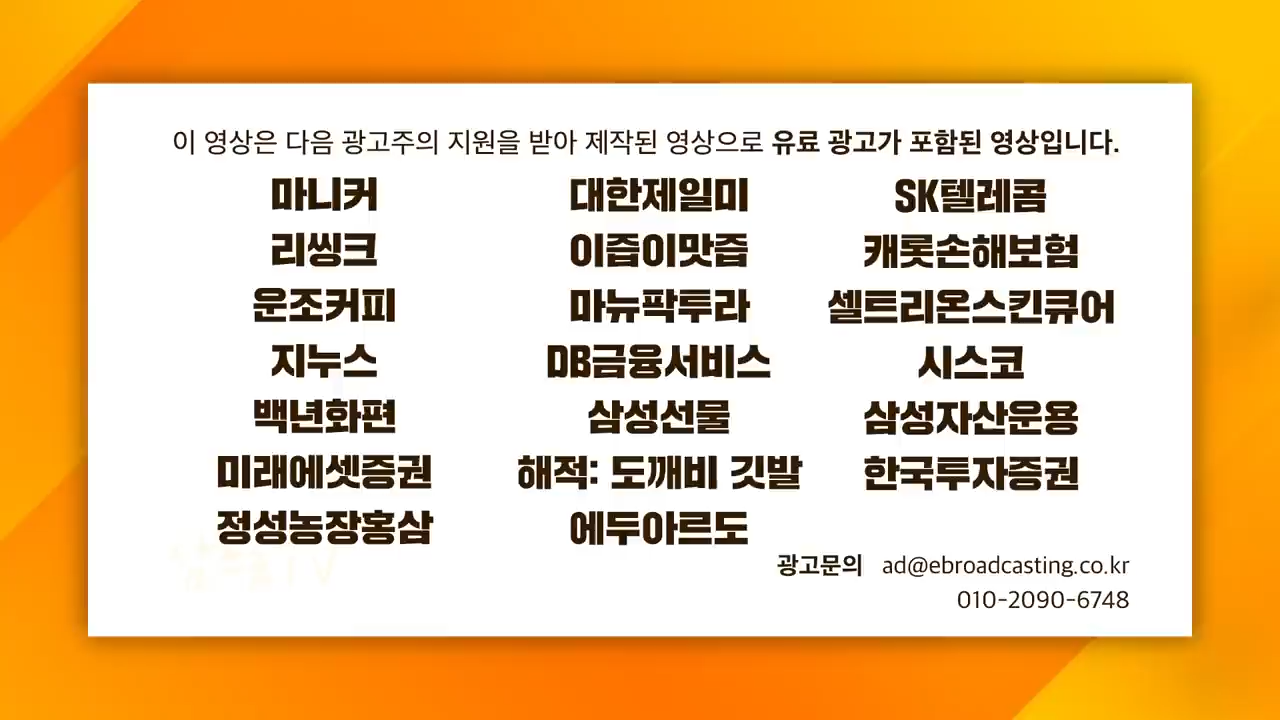 이 영상은 다음 광고주의 지원을 받아 제작된 영상으로 유료 광고가 포함된 영상입니다.
마니커 대한제일미 SK텔레콤
리씽크 이즙이맛즙 캐롯손해보험
운조커피 마뉴팍투라 셀트리온스킨큐어
지누스 DB금융서비스 시스코
백년화편 삼성선물 삼성자산운용
미래에셋증권 해적: 도깨비 깃발 한국투자증권
정성농장홍삼 에두아르도
광고문의 ad@ebroadcasting.co.kr
010-2090-6748